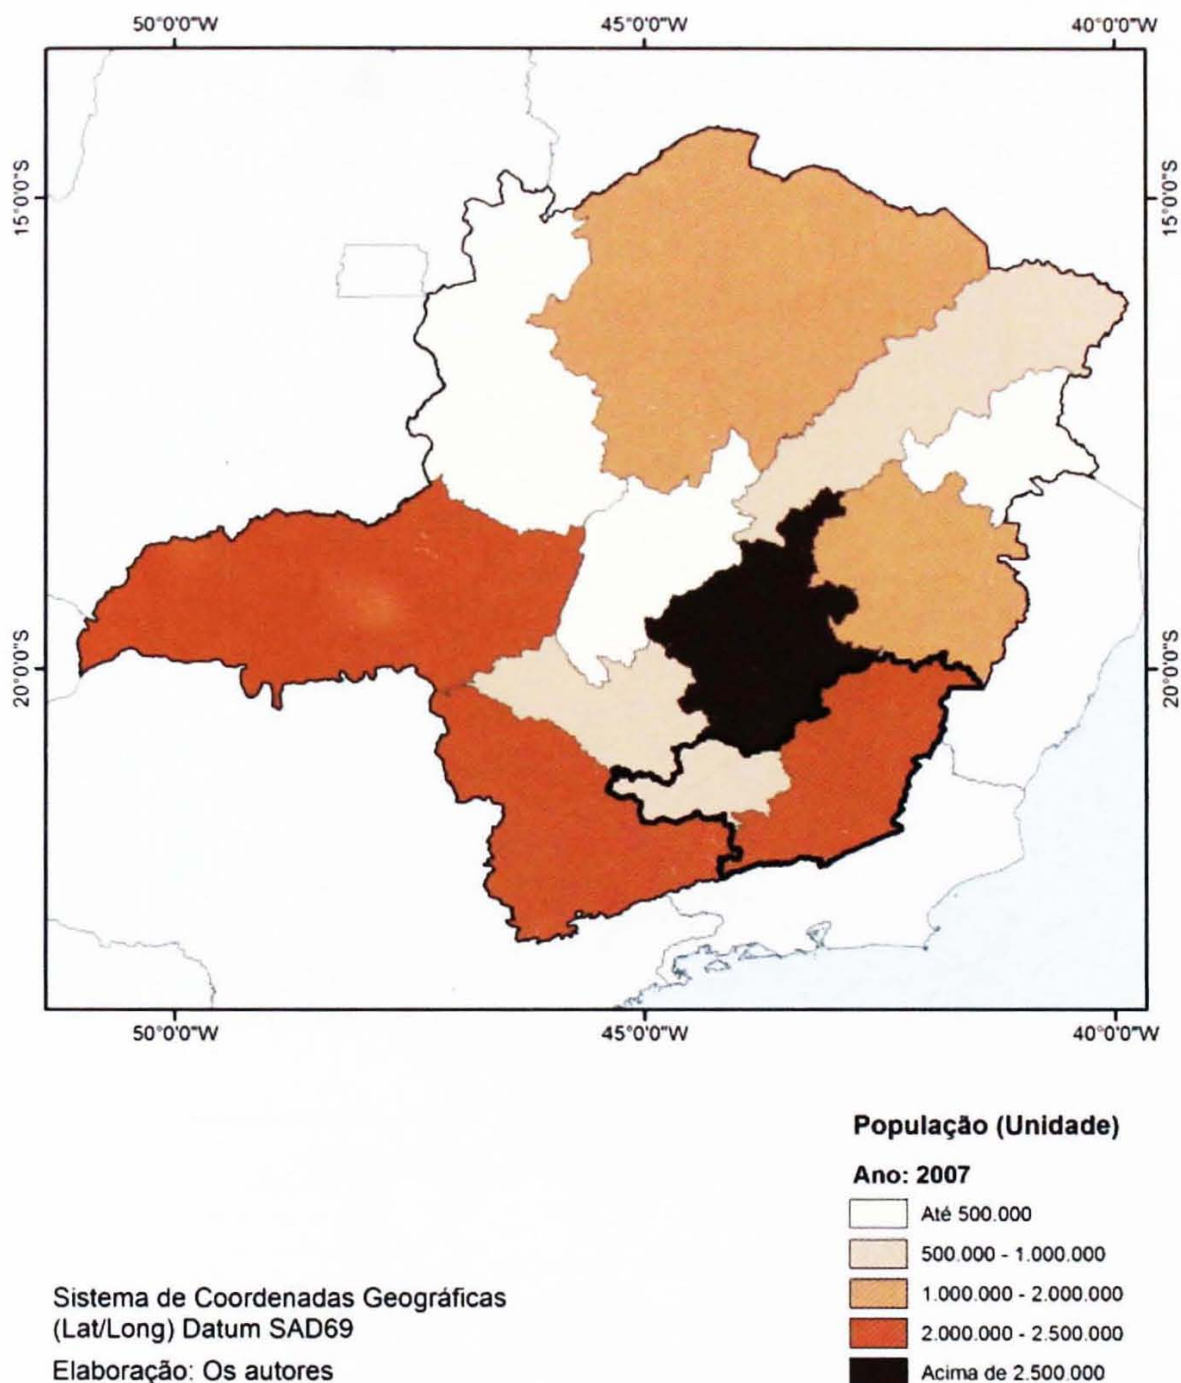 50°0'0"W 45°0'0"W 40°0'0"W
15°0'0"S 15°0'0"S
20°0'0"S 20°0'0"S
50°0'0"W 45°0'0"W 40°0'0"W
População (Unidade)
Ano: 2007
Até 500.000
500.000 - 1.000.000
1.000.000 - 2.000.000
2.000.000 - 2.500.000
Acima de 2.500.000
Sistema de Coordenadas Geográficas
(Lat/Long) Datum SAD69
Elaboração: Os autores